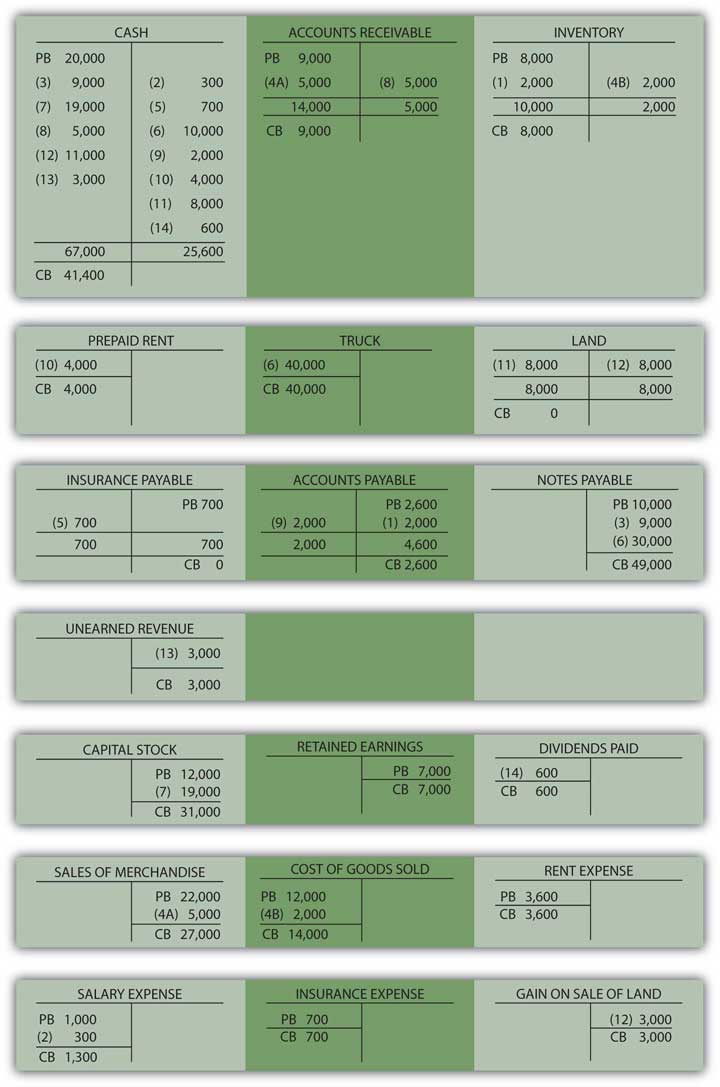 CASH ACCOUNTS RECEIVABLE INVENTORY
PB 20,000 PB 9,000 PB 8,000
(3) 9,000 (2) 300 (4A) 5,000 (8) 5,000 (1) 2,000 (4B) 2,000
(7) 19,000 (5) 700 14,000 5,000 10,000 2,000
(8) 5,000 (6) 10,000 CB 9,000 CB 8,000
(12) 11,000 (9) 2,000
(13) 3,000 (10) 4,000
(11) 8,000
(14) 600
67,000 25,600
CB 41,400
PREPAID RENT TRUCK LAND
(10) 4,000 (6) 40,000 (11) 8,000 (12) 8,000
CB 4,000 CB 40,000 8,000 8,000
CB 0
INSURANCE PAYABLE ACCOUNTS PAYABLE NOTES PAYABLE
PB 700 PB 2,600 PB 10,000
(5) 700 (9) 2,000 (1) 2,000 (3) 9,000
700 700 2,000 4,600 (6) 30,000
CB 0 CB 2,600 CB 49,000
UNEARNED REVENUE
(13) 3,000
CB 3,000
CAPITAL STOCK RETAINED EARNINGS DIVIDENDS PAID
PB 12,000 PB 7,000 (14) 600
(7) 19,000 CB 7,000 CB 600
CB 31,000
SALES OF MERCHANDISE COST OF GOODS SOLD RENT EXPENSE
PB 22,000 PB 12,000 PB 3,600
(4A) 5,000 (4B) 2,000 CB 3,600
CB 27,000 CB 14,000
SALARY EXPENSE INSURANCE EXPENSE GAIN ON SALE OF LAND
PB 1,000 PB 700 (12) 3,000
(2) 300 CB 700 CB 3,000
CB 1,300